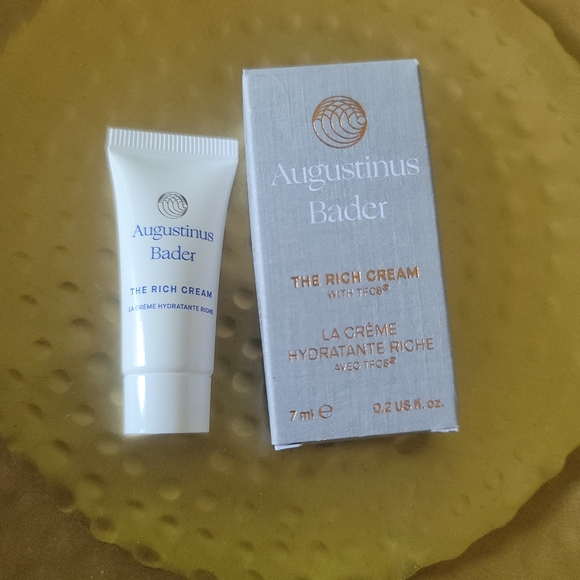 Augustinus
Bader
THE RICH CREAM
LA CRÈME HYDRATANTE RICHE
Augustinus
Bader
THE RICH CREAM
WITH TFC8®
LA CRÈME
HYDRATANTE RICHE
AVEC TFC8®
7 ml ℮ 0.2 US fl. oz.